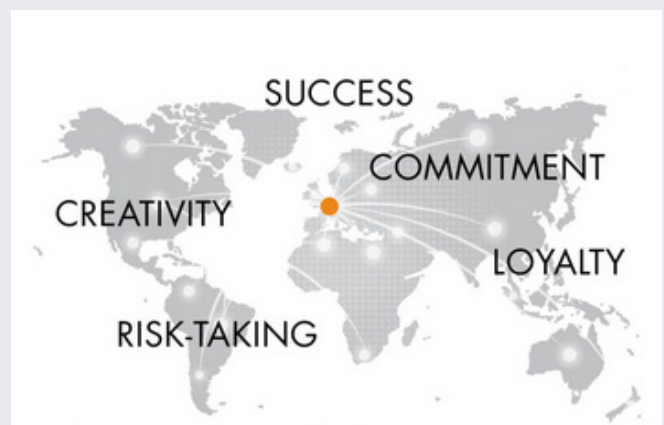 SUCCESS
COMMITMENT
CREATIVITY
LOYALTY
RISK-TAKING